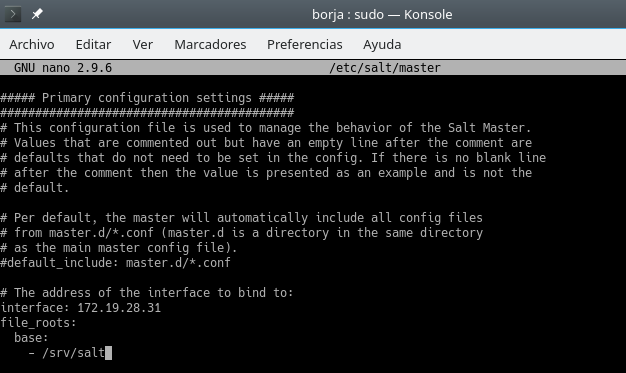 borja : sudo — Konsole
Archivo Editar Ver Marcadores Preferencias Ayuda
GNU nano 2.9.6 /etc/salt/master
##### Primary configuration settings #####
##########################################
# This configuration file is used to manage the behavior of the Salt Master.
# Values that are commented out but have an empty line after the comment are
# defaults that do not need to be set in the config. If there is no blank line
# after the comment then the value is presented as an example and is not the
# default.
# Per default, the master will automatically include all config files
# from master.d/*.conf (master.d is a directory in the same directory
# as the main master config file).
#default_include: master.d/*.conf
# The address of the interface to bind to:
interface: 172.19.28.31
file_roots:
  base:
    - /srv/salt